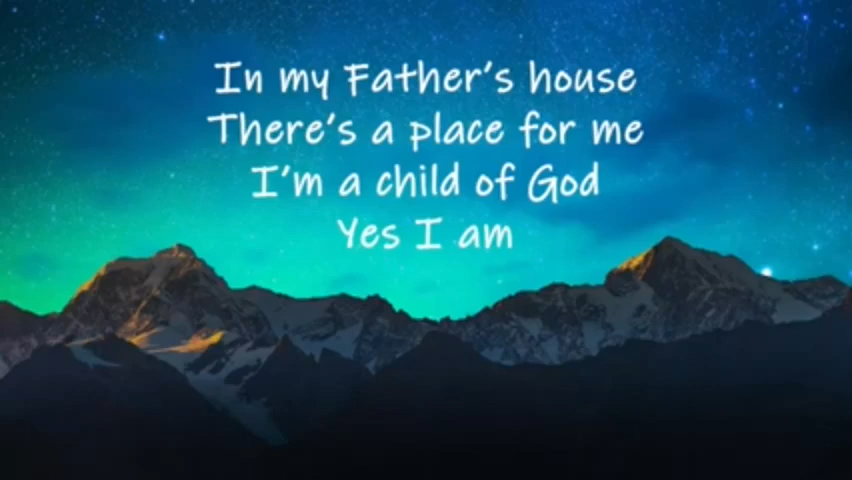 In my Father's house
There's a place for me
I'm a child of God
Yes I am